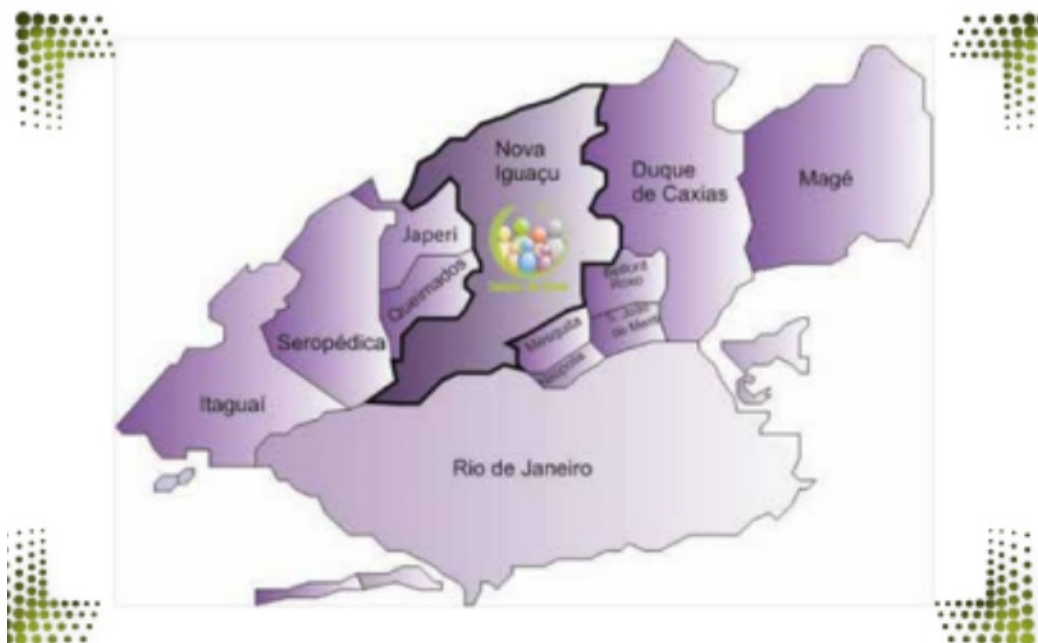 Nova
Iguaçu
Duque
de Caxias
Magé
Japeri
Queimados
Belford
Roxo
S. João
de Meriti
Mesquita
Seropédica
Itaguaí
Rio de Janeiro